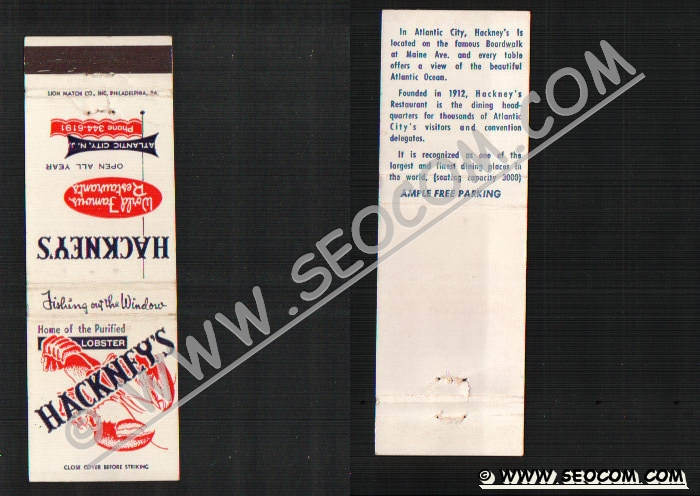 LION MATCH CO., INC. PHILADELPHIA, PA.
Phone 344-6191
ATLANTIC CITY, N. J.
OPEN ALL YEAR
World Famous
Restaurants
HACKNEY'S
Fishing out the Window
Home of the Purified
LOBSTER
HACKNEY'S
CLOSE COVER BEFORE STRIKING
In Atlantic City, Hackney's Is
located on the famous Boardwalk
at Maine Ave. and every table
offers a view of the beautiful
Atlantic Ocean.
Founded in 1912, Hackney's
Restaurant is the dining head-
quarters for thousands of Atlantic
City's visitors and convention
delegates.
It is recognized as one of the
largest and finest dining places in
the world. (seating capacity 3000)
AMPLE FREE PARKING
© WWW.SEOCOM.COM
© WWW.SEOCOM.COM